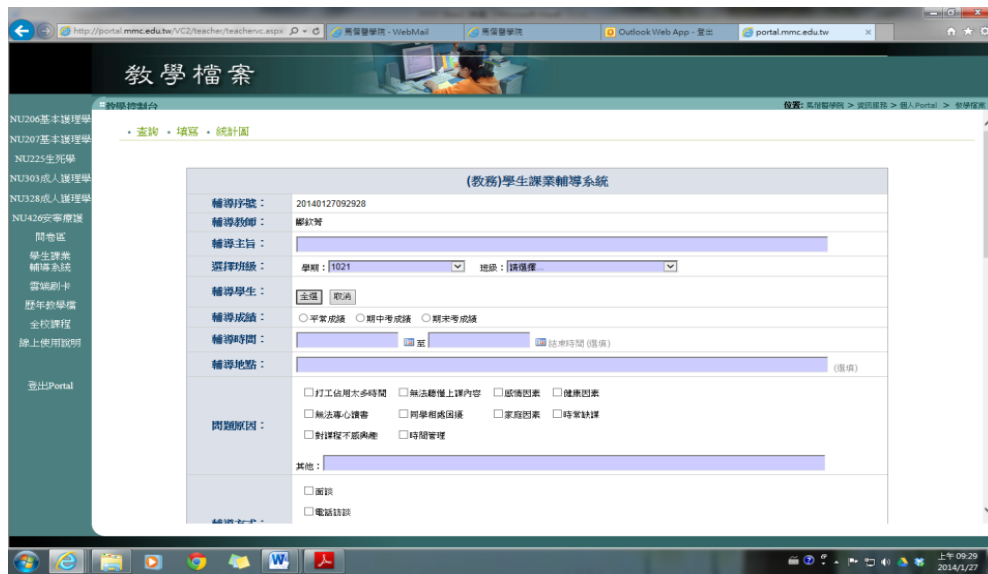 http://portal.mmc.edu.tw/VC2/teacher/teachervc.aspx
馬偕醫學院 - WebMail
馬偕醫學院
Outlook Web App - 登出
portal.mmc.edu.tw
教學檔案
教學控制台
位置: 馬偕醫學院 > 資訊服務 > 個人Portal > 教學檔案
NU206基本護理學
NU207基本護理學
NU225生死學
NU303成人護理學
NU328成人護理學
NU426安寧療護
問卷區
學生課業
輔導系統
雲端刷卡
歷年教學檔
全校課程
線上使用說明
登出Portal
• 查詢 • 填寫 • 統計圖
(教務)學生課業輔導系統
輔導序號： 20140127092928
輔導教師：
輔導主旨：
選擇班級： 學期：1021 班級：請選擇...
輔導學生： 全選 取消
輔導成績： 平常成績 期中考成績 期末考成績
輔導時間： 至 結束時間 (選填)
輔導地點： (選填)
問題原因：
打工佔用太多時間 無法聽懂上課內容 感情因素 健康因素
無法專心讀書 同學相處困擾 家庭因素 時常缺課
對課程不感興趣 時間管理
其他：
輔導方式：
面談
電話訪談
上午 09:29
2014/1/27